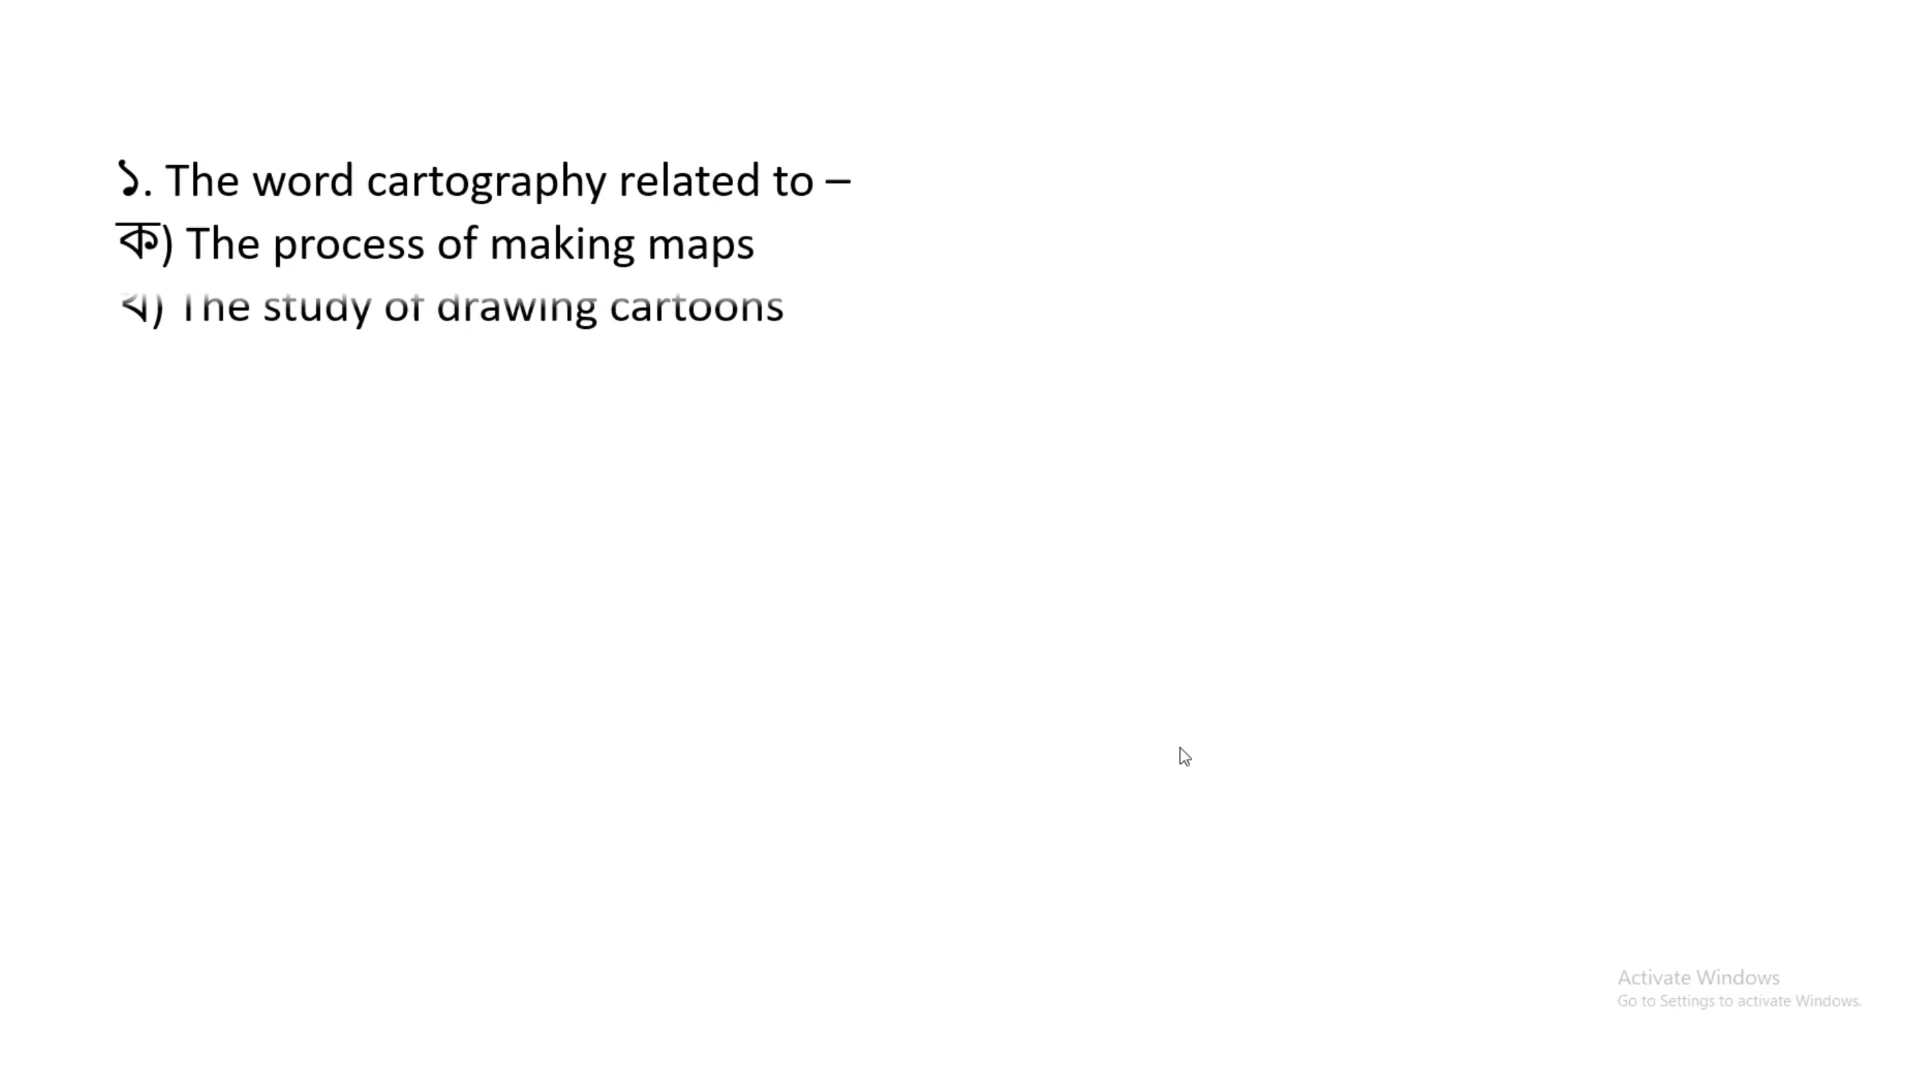 ১. The word cartography related to –
ক) The process of making maps
খ) The study of drawing cartoons
Activate Windows
Go to Settings to activate Windows.